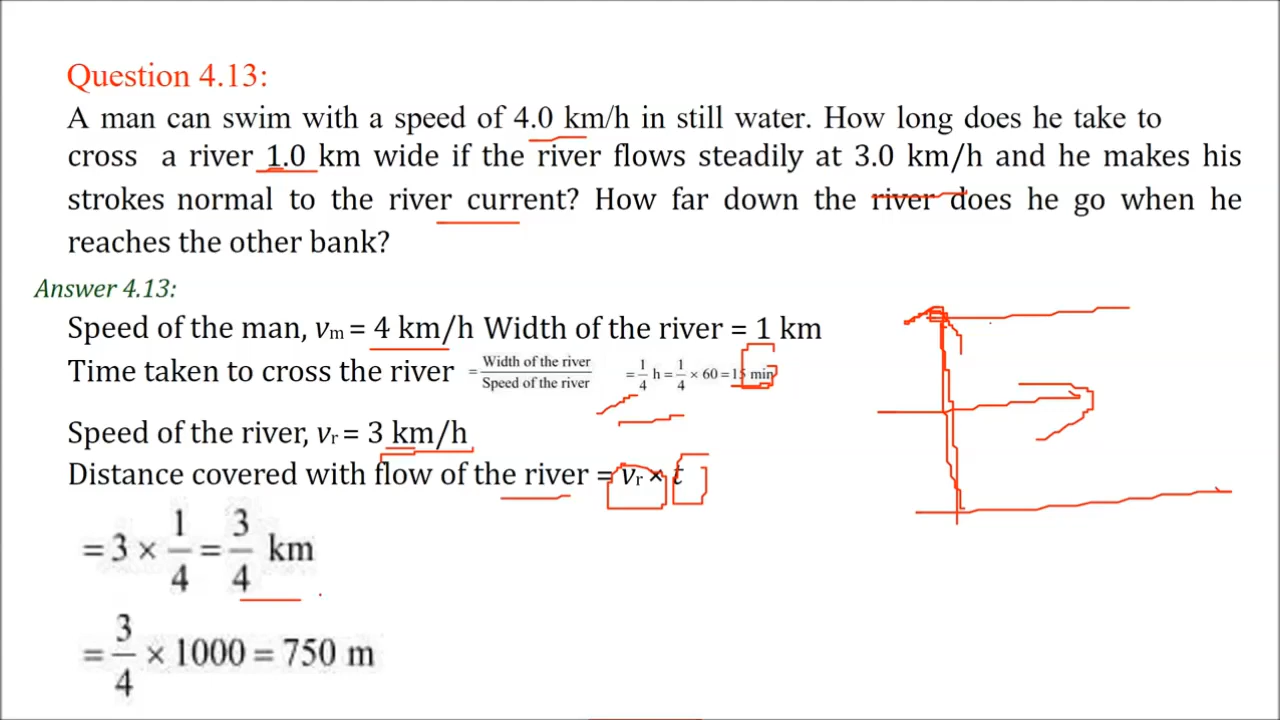 Question 4.13:
A man can swim with a speed of 4.0 km/h in still water. How long does he take to
cross a river 1.0 km wide if the river flows steadily at 3.0 km/h and he makes his
strokes normal to the river current? How far down the river does he go when he
reaches the other bank?
Answer 4.13:
Speed of the man, vm = 4 km/h Width of the river = 1 km
Time taken to cross the river = Width of the river / Speed of the river = 1/4 h = 1/4 × 60 = 15 min
Speed of the river, vr = 3 km/h
Distance covered with flow of the river = vr × t
= 3 × 1/4 = 3/4 km
= 3/4 × 1000 = 750 m